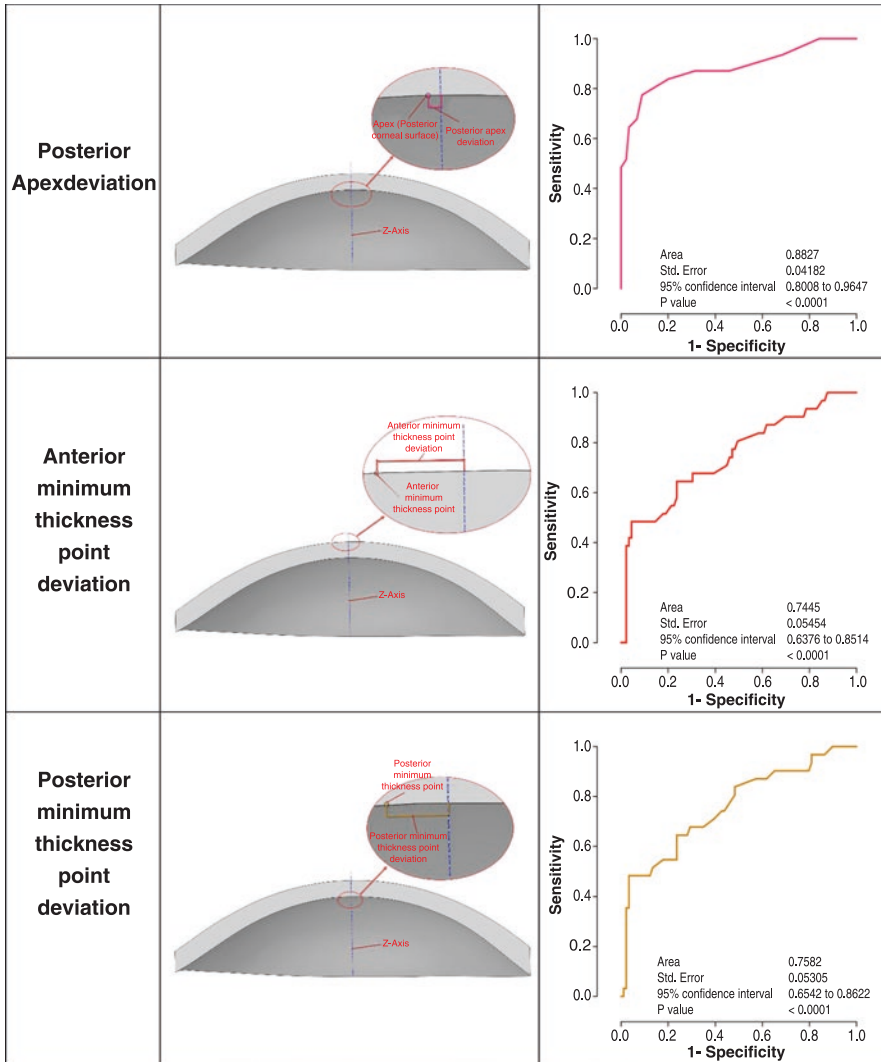 Posterior
Apexdeviation
Apex (Posterior
corneal surface)
Posterior apex
deviation
Z-Axis
Sensitivity
1.0
0.8
0.6
0.4
0.2
0.0
Area 0.8827
Std. Error 0.04182
95% confidence interval 0.8008 to 0.9647
P value < 0.0001
0.0 0.2 0.4 0.6 0.8 1.0
1- Specificity
Anterior
minimum
thickness
point
deviation
Anterior minimum
thickness point
deviation
Anterior
minimum
thickness point
Z-Axis
Sensitivity
1.0
0.8
0.6
0.4
0.2
0.0
Area 0.7445
Std. Error 0.05454
95% confidence interval 0.6376 to 0.8514
P value < 0.0001
0.0 0.2 0.4 0.6 0.8 1.0
1- Specificity
Posterior
minimum
thickness
point
deviation
Posterior
minimum
thickness point
Posterior minimum
thickness point
deviation
Z-Axis
Sensitivity
1.0
0.8
0.6
0.4
0.2
0.0
Area 0.7582
Std. Error 0.05305
95% confidence interval 0.6542 to 0.8622
P value < 0.0001
0.0 0.2 0.4 0.6 0.8 1.0
1- Specificity